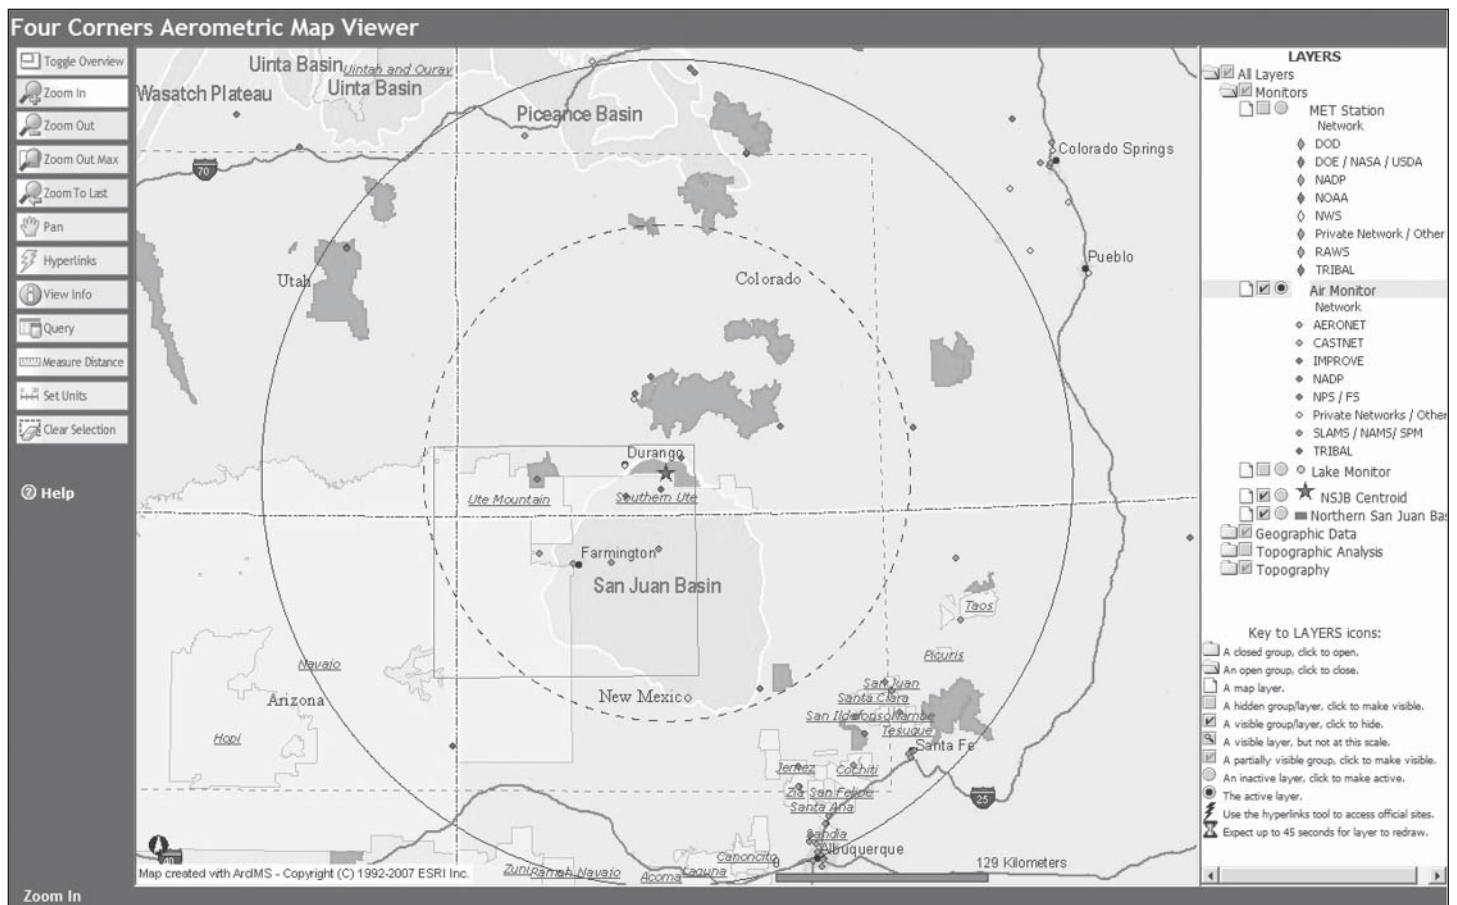 Four Corners Aerometric Map Viewer
Toggle Overview
Zoom In
Zoom Out
Zoom Out Max
Zoom To Last
Pan
Hyperlinks
View Info
Query
Measure Distance
Set Units
Clear Selection
Help
Zoom In
Uinta Basin
Uintah and Ouray
Uinta Basin
Wasatch Plateau
Piceance Basin
70
Colorado Springs
Pueblo
Utah
Colorado
Durango
Ute Mountain
Southern Ute
Farmington
San Juan Basin
Taos
Picuris
Navajo
Arizona
New Mexico
Hopi
San Juan
Santa Clara
San Ildefonso
Nambe
Tesuque
Santa Fe
Jemez
Cochiti
Zia
San Felipe
Santa Ana
25
Sandia
Albuquerque
Canoncito
Zuni
Ramah Navajo
Acoma
Laguna
40
0
129 Kilometers
Map created with ArcIMS - Copyright (C) 1992-2007 ESRI Inc.
LAYERS
All Layers
Monitors
MET Station
Network
DOD
DOE / NASA / USDA
NADP
NOAA
NWS
Private Network / Other
RAWS
TRIBAL
Air Monitor
Network
AERONET
CASTNET
IMPROVE
NADP
NPS / FS
Private Networks / Other
SLAMS / NAMS/ SPM
TRIBAL
Lake Monitor
NSJB Centroid
Northern San Juan Bas
Geographic Data
Topographic Analysis
Topography
Key to LAYERS icons:
A closed group, click to open.
An open group, click to close.
A map layer.
A hidden group/layer, click to make visible.
A visible group/layer, click to hide.
A visible layer, but not at this scale.
A partially visible group, click to make visible.
An inactive layer, click to make active.
The active layer.
Use the hyperlinks tool to access official sites.
Expect up to 45 seconds for layer to redraw.